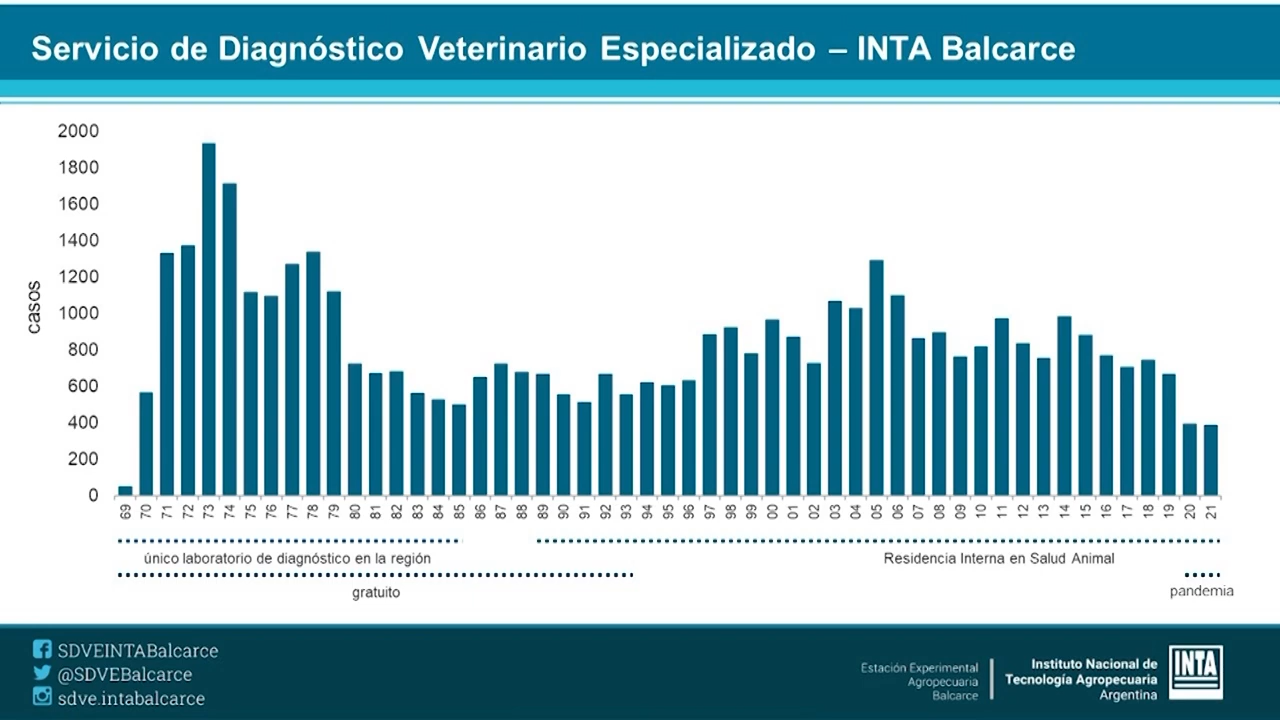 Servicio de Diagnóstico Veterinario Especializado – INTA Balcarce
casos
2000
1800
1600
1400
1200
1000
800
600
400
200
0
69 70 71 72 73 74 75 76 77 78 79 80 81 82 83 84 85 86 87 88 89 90 91 92 93 94 95 96 97 98 99 00 01 02 03 04 05 06 07 08 09 10 11 12 13 14 15 16 17 18 19 20 21
único laboratorio de diagnóstico en la región
Residencia Interna en Salud Animal
gratuito
pandemia
SDVEINTABalcarce
@SDVEBalcarce
sdve.intabalcarce
Estación Experimental
Agropecuaria
Balcarce
Instituto Nacional de
Tecnología Agropecuaria
Argentina
INTA